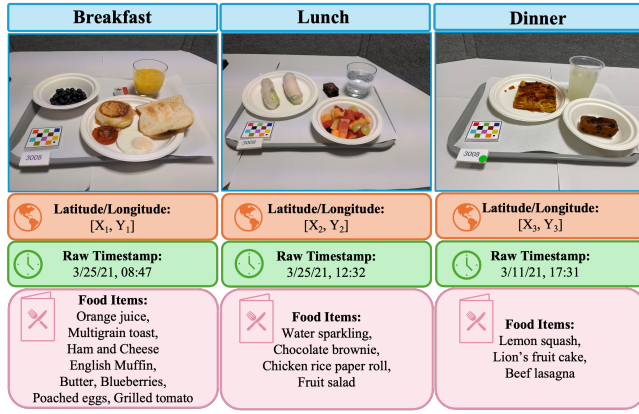 Breakfast
Lunch
Dinner
3008
3008
3008
Latitude/Longitude:
[X₁, Y₁]
Latitude/Longitude:
[X₂, Y₂]
Latitude/Longitude:
[X₃, Y₃]
Raw Timestamp:
3/25/21, 08:47
Raw Timestamp:
3/25/21, 12:32
Raw Timestamp:
3/11/21, 17:31
Food Items:
Orange juice,
Multigrain toast,
Ham and Cheese
English Muffin,
Butter, Blueberries,
Poached eggs, Grilled tomato
Food Items:
Water sparkling,
Chocolate brownie,
Chicken rice paper roll,
Fruit salad
Food Items:
Lemon squash,
Lion’s fruit cake,
Beef lasagna